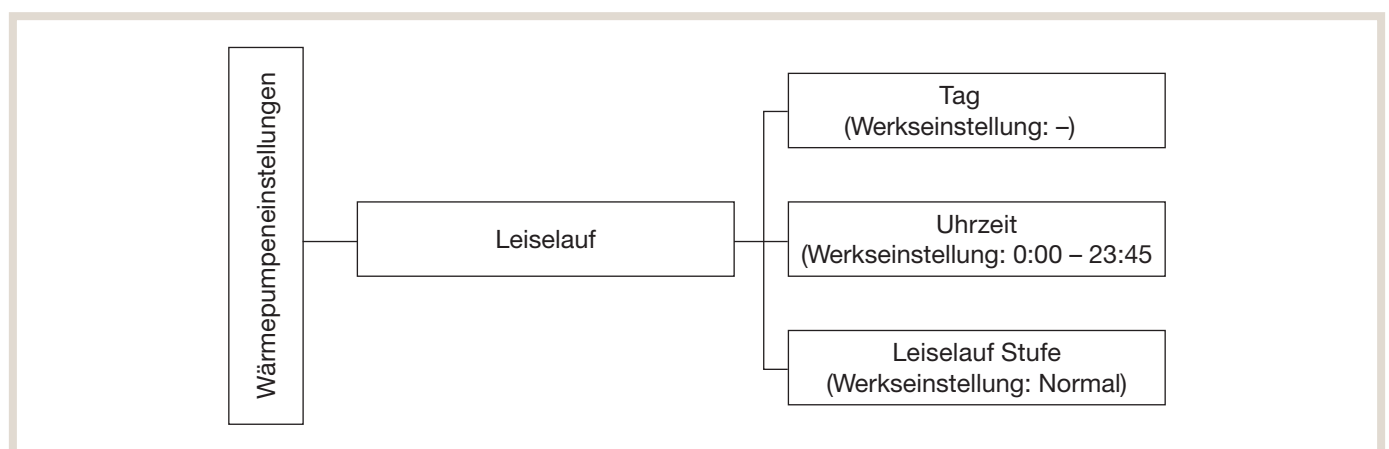 Wärmepumpeneinstellungen
Leiselauf
Tag
(Werkseinstellung: –)
Uhrzeit
(Werkseinstellung: 0:00 – 23:45
Leiselauf Stufe
(Werkseinstellung: Normal)